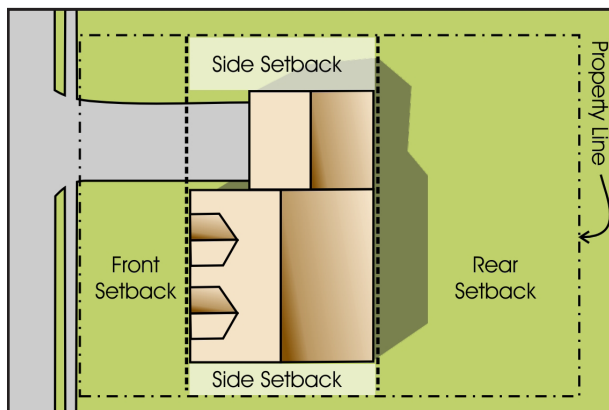 Side Setback
Property Line
Front
Setback
Rear
Setback
Side Setback